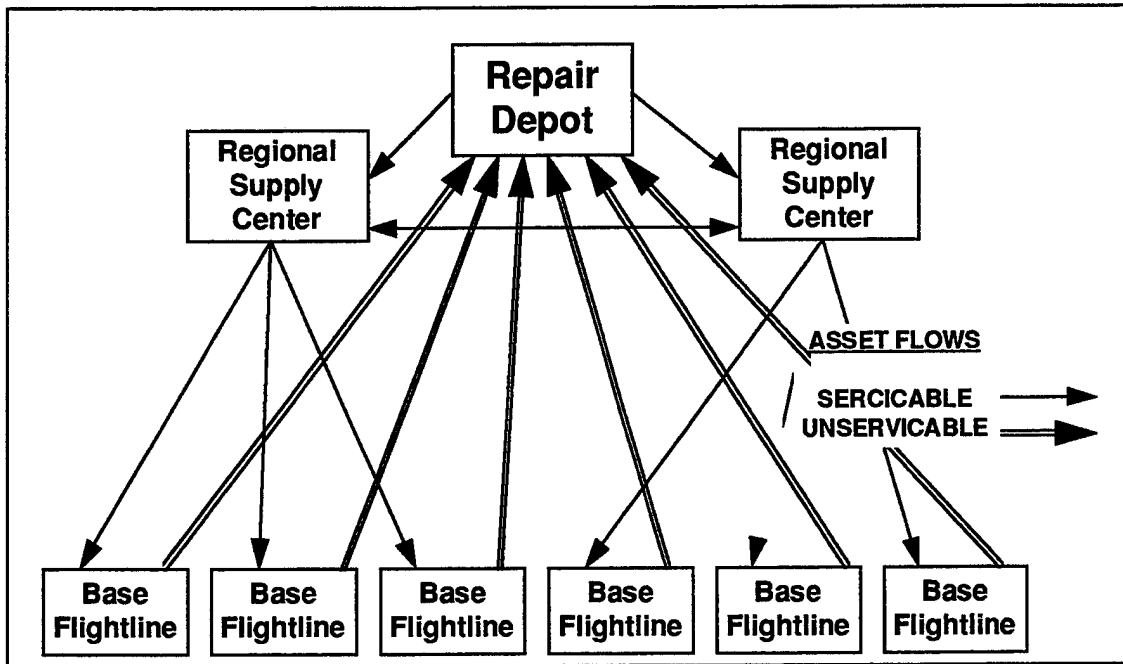 Repair
Depot
Regional
Supply
Center
Regional
Supply
Center
ASSET FLOWS
SERCICABLE
UNSERVICABLE
Base
Flightline
Base
Flightline
Base
Flightline
Base
Flightline
Base
Flightline
Base
Flightline